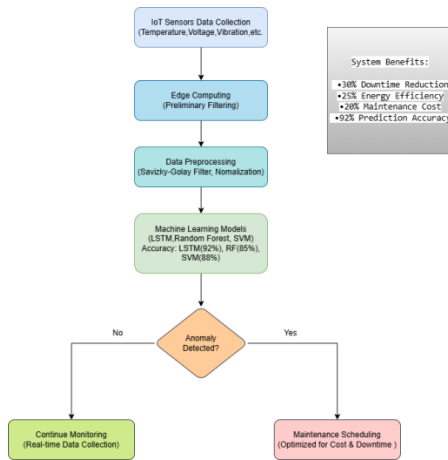 IoT Sensors Data Collection
(Temperature,Voltage,Vibration,etc.
System Benefits:
•30% Downtime Reduction
•25% Energy Efficiency
•20% Maintenance Cost
•92% Prediction Accuracy
Edge Computing
(Preliminary Filtering)
Data Preprocessing
(Savizky-Golay Filter, Nomalization)
Machine Learning Models
(LSTM,Random Forest, SVM)
Accuracy: LSTM(92%), RF(85%),
SVM(88%)
Anomaly
Detected?
No
Yes
Continue Monitoring
(Real-time Data Collection)
Maintenance Scheduling
(Optimized for Cost & Downtime )